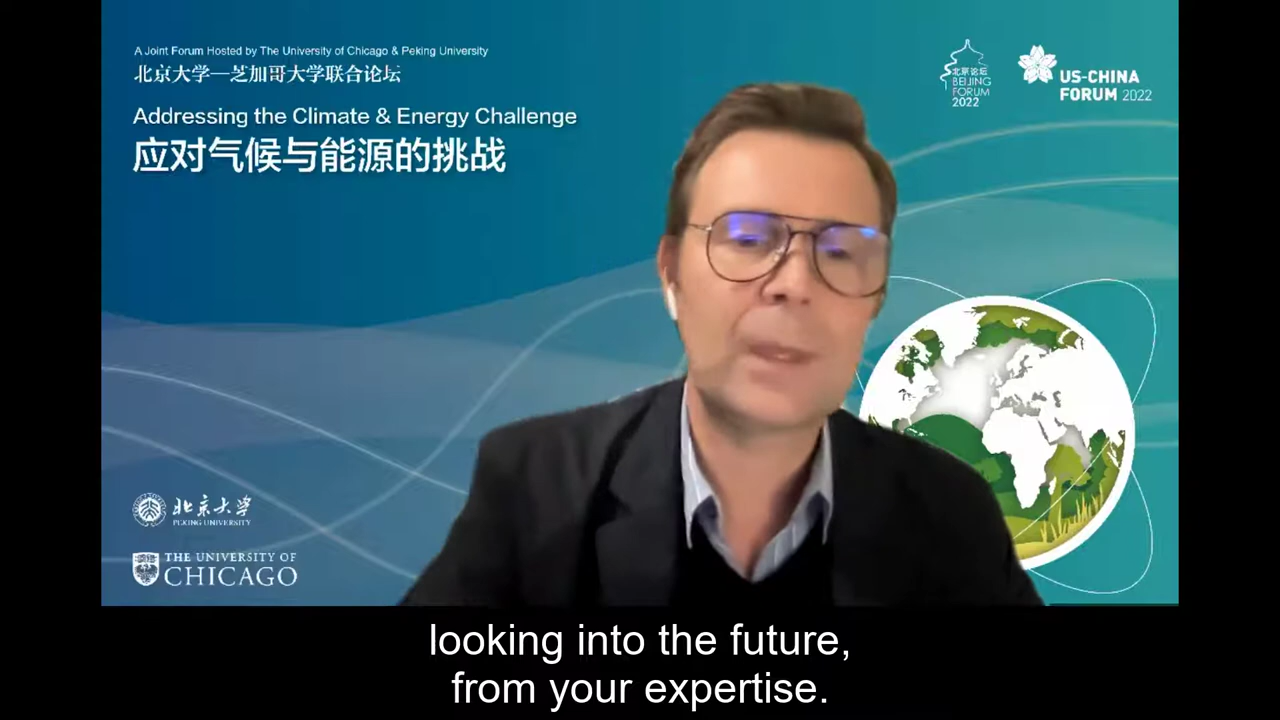 A Joint Forum Hosted by The University of Chicago & Peking University
北京大学—芝加哥大学联合论坛
Addressing the Climate & Energy Challenge
应对气候与能源的挑战
北京论坛
BEIJING
FORUM
2022
US-CHINA
FORUM 2022
北京大学
PEKING UNIVERSITY
THE UNIVERSITY OF
CHICAGO
looking into the future,
from your expertise.